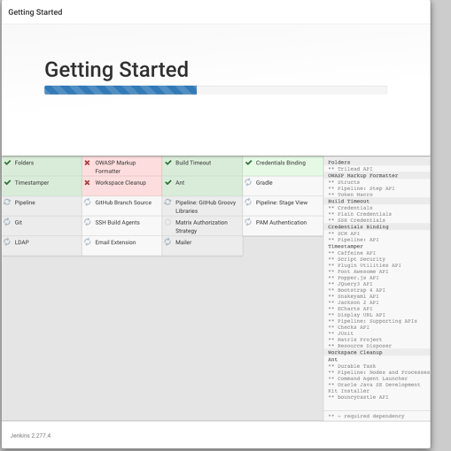 Getting Started
Getting Started
Folders
OWASP Markup
Formatter
Build Timeout
Credentials Binding
Timestamper
Workspace Cleanup
Ant
Gradle
Pipeline
GitHub Branch Source
Pipeline: GitHub Groovy
Libraries
Pipeline: Stage View
Git
SSH Build Agents
Matrix Authorization
Strategy
PAM Authentication
LDAP
Email Extension
Mailer
Folders
** Trilead API
OWASP Markup Formatter
** Structs
** Pipeline: Step API
** Token Macro
Build Timeout
** Credentials
** Plain Credentials
** SSH Credentials
Credentials Binding
** SCM API
** Pipeline: API
Timestamper
** Caffeine API
** Script Security
** Plugin Utilities API
** Font Awesome API
** Popper.js API
** JQuery3 API
** Bootstrap 4 API
** Snakeyaml API
** Jackson 2 API
** ECharts API
** Display URL API
** Pipeline: Supporting APIs
** Checks API
** JUnit
** Matrix Project
** Resource Disposer
Workspace Cleanup
Ant
** Durable Task
** Pipeline: Nodes and Processes
** Command Agent Launcher
** Oracle Java SE Development
Kit Installer
** bouncycastle API
** - required dependency
Jenkins 2.277.4